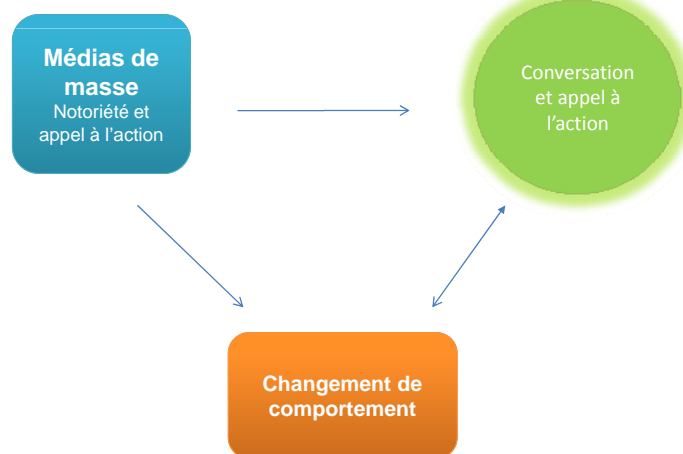 Médias de
masse
Notoriété et
appel à l’action
Conversation
et appel à
l’action
Changement de
comportement